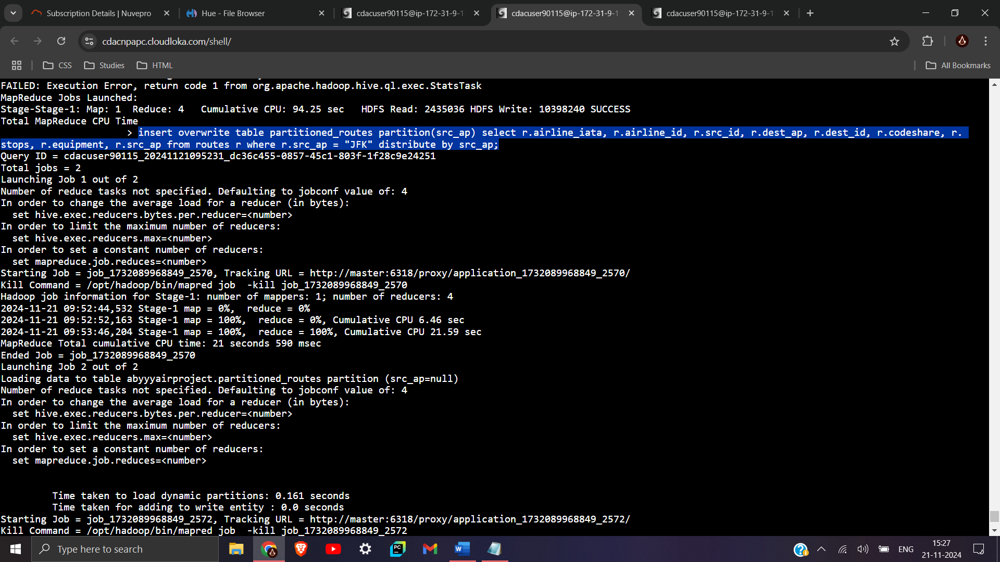 Subscription Details | Nuvepro
Hue - File Browser
cdacuser90115@ip-172-31-9-1
cdacuser90115@ip-172-31-9-1
cdacuser90115@ip-172-31-9-1
cdacnpapc.cloudloka.com/shell/
CSS
Studies
HTML
All Bookmarks
FAILED: Execution Error, return code 1 from org.apache.hadoop.hive.ql.exec.StatsTask
MapReduce Jobs Launched:
Stage-Stage-1: Map: 1  Reduce: 4   Cumulative CPU: 94.25 sec   HDFS Read: 2435036 HDFS Write: 10398240 SUCCESS
Total MapReduce CPU Time
> insert overwrite table partitioned_routes partition(src_ap) select r.airline_iata, r.airline_id, r.src_id, r.dest_ap, r.dest_id, r.codeshare, r.
stops, r.equipment, r.src_ap from routes r where r.src_ap = "JFK" distribute by src_ap;
Query ID = cdacuser90115_20241121095231_dc36c455-0857-45c1-803f-1f28c9e24251
Total jobs = 2
Launching Job 1 out of 2
Number of reduce tasks not specified. Defaulting to jobconf value of: 4
In order to change the average load for a reducer (in bytes):
  set hive.exec.reducers.bytes.per.reducer=<number>
In order to limit the maximum number of reducers:
  set hive.exec.reducers.max=<number>
In order to set a constant number of reducers:
  set mapreduce.job.reduces=<number>
Starting Job = job_1732089968849_2570, Tracking URL = http://master:6318/proxy/application_1732089968849_2570/
Kill Command = /opt/hadoop/bin/mapred job  -kill job_1732089968849_2570
Hadoop job information for Stage-1: number of mappers: 1; number of reducers: 4
2024-11-21 09:52:44,532 Stage-1 map = 0%,  reduce = 0%
2024-11-21 09:52:52,163 Stage-1 map = 100%,  reduce = 0%, Cumulative CPU 6.46 sec
2024-11-21 09:53:46,204 Stage-1 map = 100%,  reduce = 100%, Cumulative CPU 21.59 sec
MapReduce Total cumulative CPU time: 21 seconds 590 msec
Ended Job = job_1732089968849_2570
Launching Job 2 out of 2
Loading data to table abyyyairproject.partitioned_routes partition (src_ap=null)
Number of reduce tasks not specified. Defaulting to jobconf value of: 4
In order to change the average load for a reducer (in bytes):
  set hive.exec.reducers.bytes.per.reducer=<number>
In order to limit the maximum number of reducers:
  set hive.exec.reducers.max=<number>
In order to set a constant number of reducers:
  set mapreduce.job.reduces=<number>
Time taken to load dynamic partitions: 0.161 seconds
Time taken for adding to write entity : 0.0 seconds
Starting Job = job_1732089968849_2572, Tracking URL = http://master:6318/proxy/application_1732089968849_2572/
Kill Command = /opt/hadoop/bin/mapred job  -kill job_1732089968849_2572
Type here to search
ENG
15:27
21-11-2024